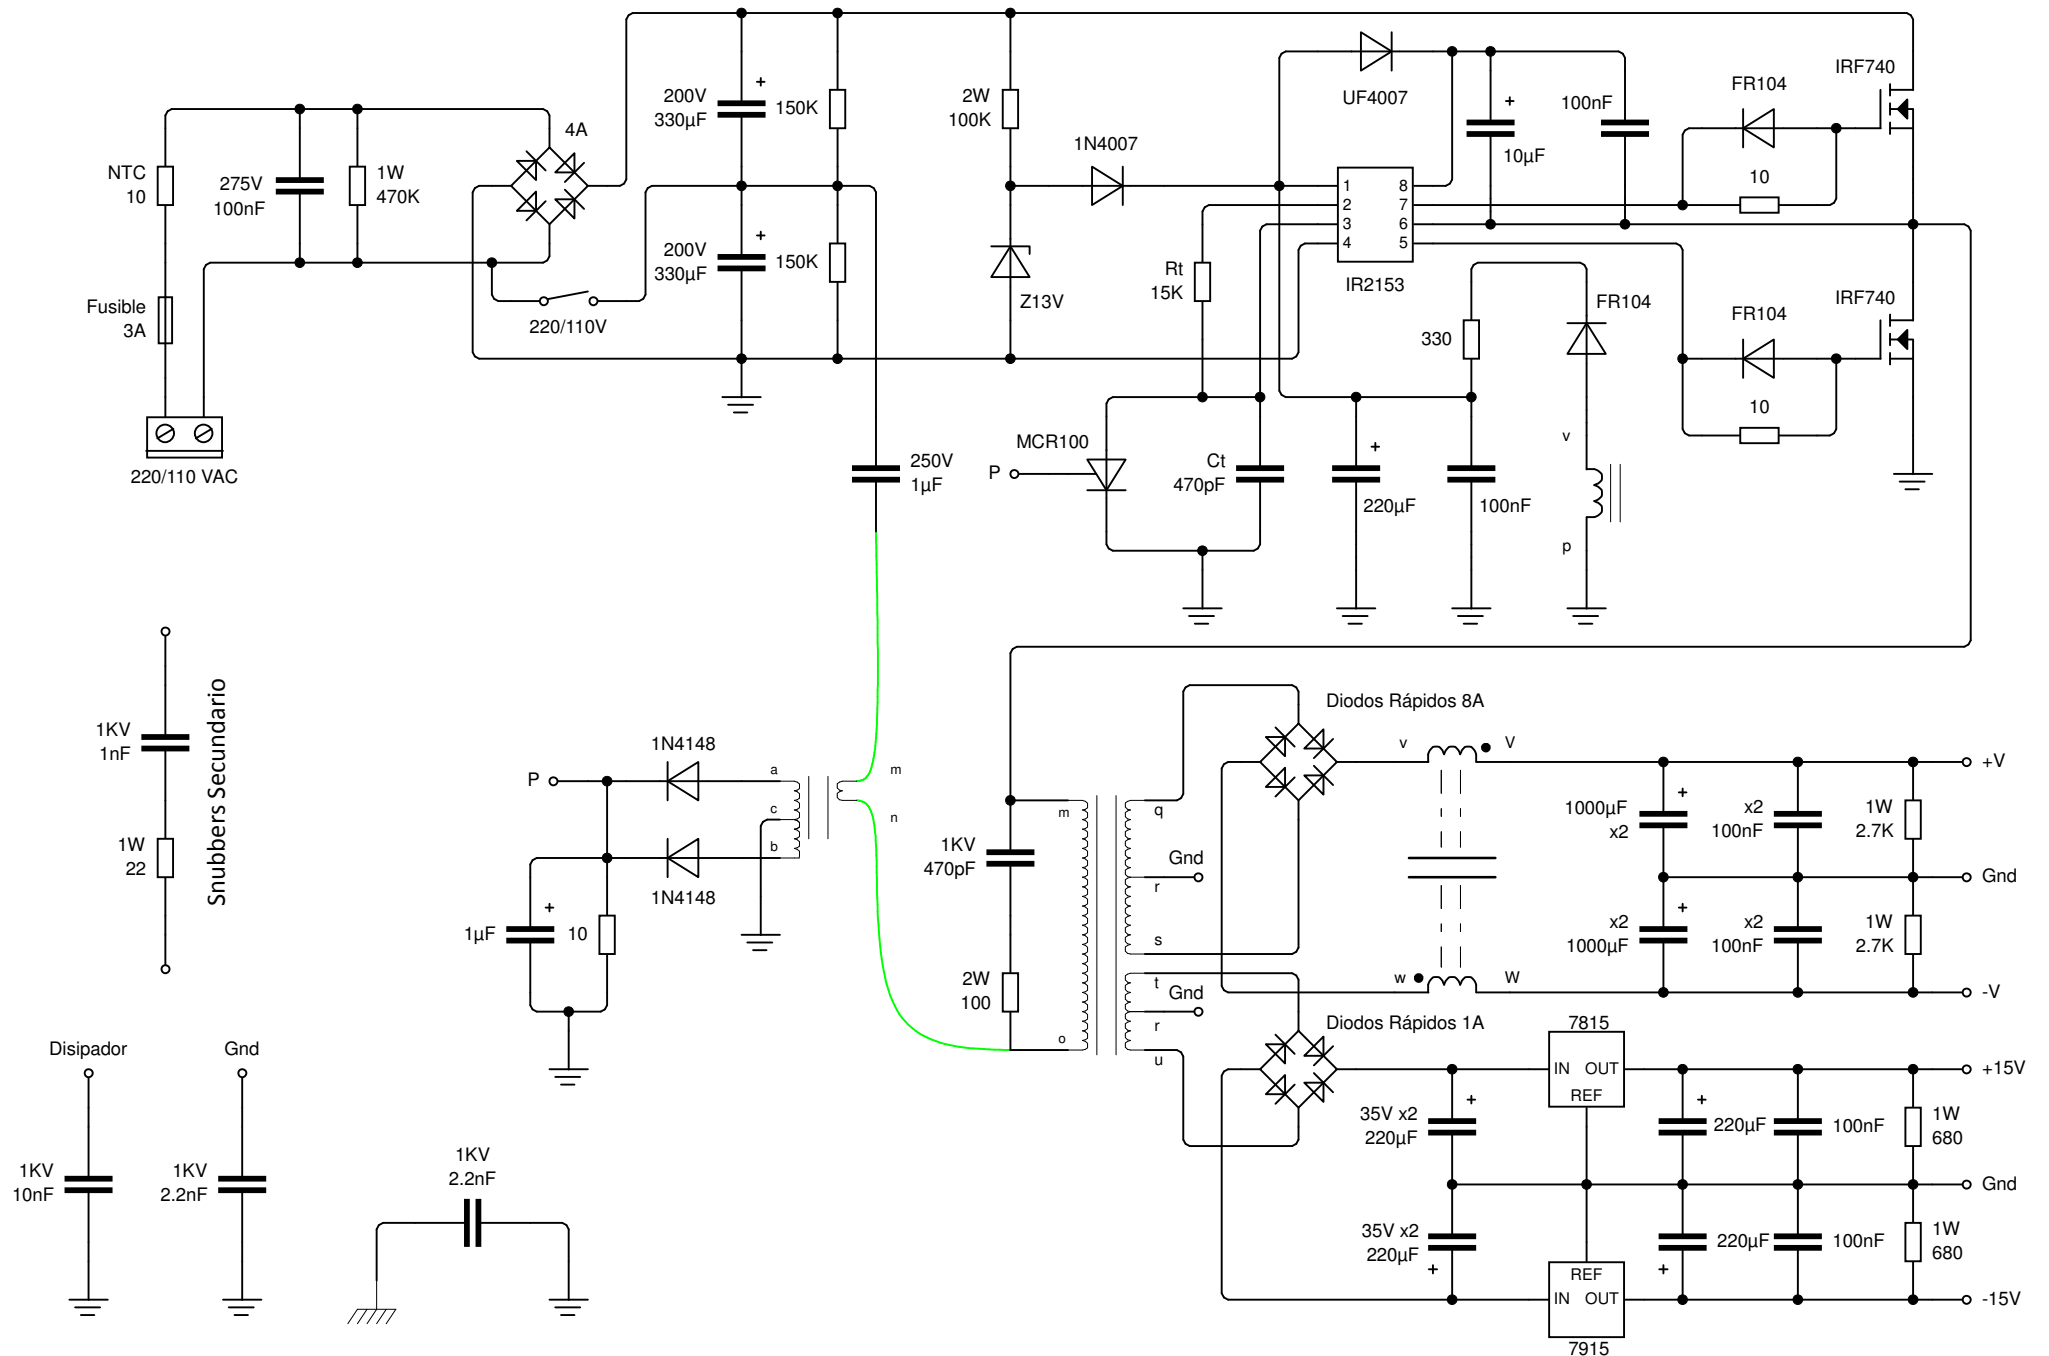 NTC
10
Fusible
3A
220/110 VAC
275V
100nF
1W
470K
4A
220/110V
200V
330µF
+
150K
200V
330µF
+
150K
2W
100K
Z13V
1N4007
UF4007
+
10µF
100nF
1
2
3
4
8
7
6
5
IR2153
FR104
10
IRF740
FR104
10
IRF740
Rt
15K
MCR100
P
Ct
470pF
+
220µF
330
100nF
FR104
v
p
250V
1µF
1KV
1nF
1W
22
Snubbers Secundario
P
1N4148
1N4148
+
1µF
10
a
c
b
m
n
1KV
470pF
2W
100
m
o
q
Gnd
r
s
t
Gnd
r
u
Diodos Rápidos 8A
v
V
w
W
+
1000µF
x2
+
x2
1000µF
x2
100nF
x2
100nF
1W
2.7K
1W
2.7K
+V
Gnd
-V
Diodos Rápidos 1A
7815
IN OUT
REF
35V x2
220µF
+
35V x2
220µF
+
REF
IN OUT
7915
+
220µF
220µF
+
100nF
100nF
1W
680
1W
680
+15V
Gnd
-15V
Disipador
1KV
10nF
Gnd
1KV
2.2nF
1KV
2.2nF